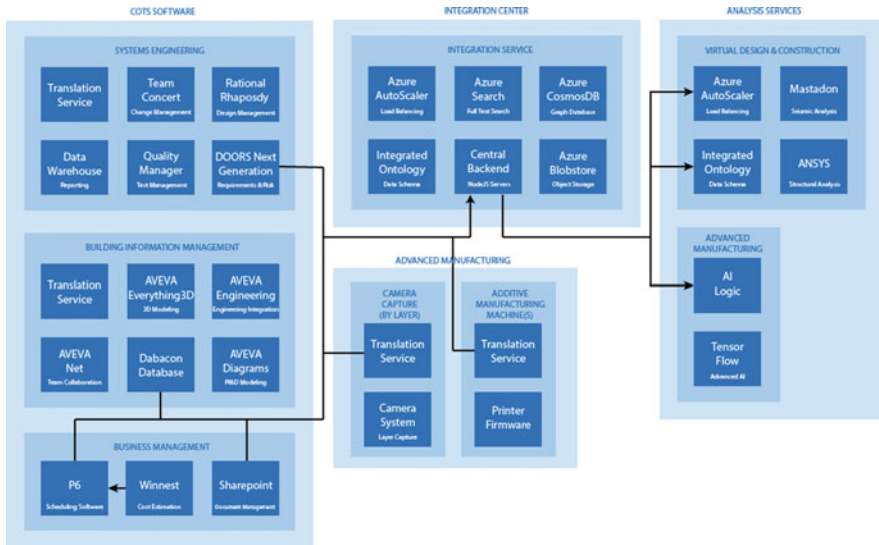 COTS SOFTWARE
SYSTEMS ENGINEERING
Translation
Service
Team
Concert
Change Management
Rational
Rhaposdy
Design Management
Data
Warehouse
Reporting
Quality
Manager
Test Management
DOORS Next
Generation
Requirements & Risk
BUILDING INFORMATION MANAGEMENT
Translation
Service
AVEVA
Everything3D
3D Modeling
AVEVA
Engineering
Engineering Integration
AVEVA
Net
Team Collaboration
Dabacon
Database
AVEVA
Diagrams
P&ID Modeling
BUSINESS MANAGEMENT
P6
Scheduling Software
Winnest
Cost Estimation
Sharepoint
Document Management
INTEGRATION CENTER
INTEGRATION SERVICE
Azure
AutoScaler
Load Balancing
Azure
Search
Full Text Search
Azure
CosmosDB
Graph Database
Integrated
Ontology
Data Schema
Central
Backend
NodeJS Servers
Azure
Blobstore
Object Storage
ADVANCED MANUFACTURING
CAMERA
CAPTURE
(BY LAYER)
Translation
Service
Camera
System
Layer Capture
ADDITIVE
MANUFACTURING
MACHINE(S)
Translation
Service
Printer
Firmware
ANALYSIS SERVICES
VIRTUAL DESIGN & CONSTRUCTION
Azure
AutoScaler
Load Balancing
Mastadon
Seismic Analysis
Integrated
Ontology
Data Schema
ANSYS
Structural Analysis
ADVANCED
MANUFACTURING
AI
Logic
Tensor
Flow
Advanced AI